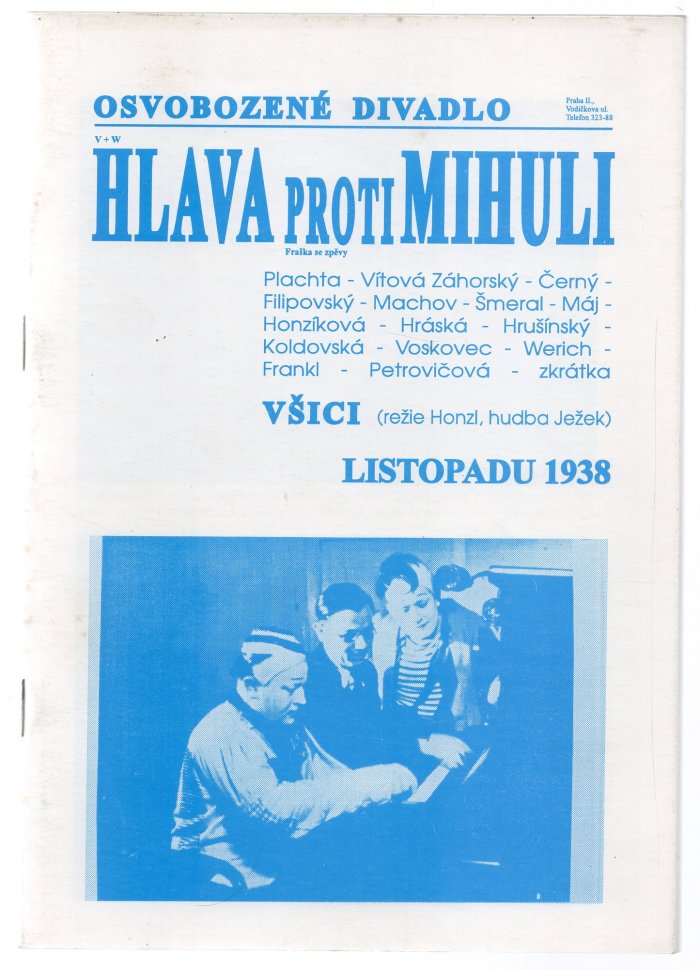 OSVOBOZENÉ DIVADLO
Praha II.,
Vodičkova ul.
Telefon 323-88
V + W
HLAVA PROTI MIHULI
Fraška se zpěvy
Plachta - Vítová Záhorský - Černý -
Filipovský - Machov - Šmeral - Máj -
Honzíková - Hráská - Hrušínský -
Koldovská - Voskovec - Werich -
Frankl - Petrovičová - zkrátka
VŠICI (režie Honzl, hudba Ježek)
LISTOPADU 1938